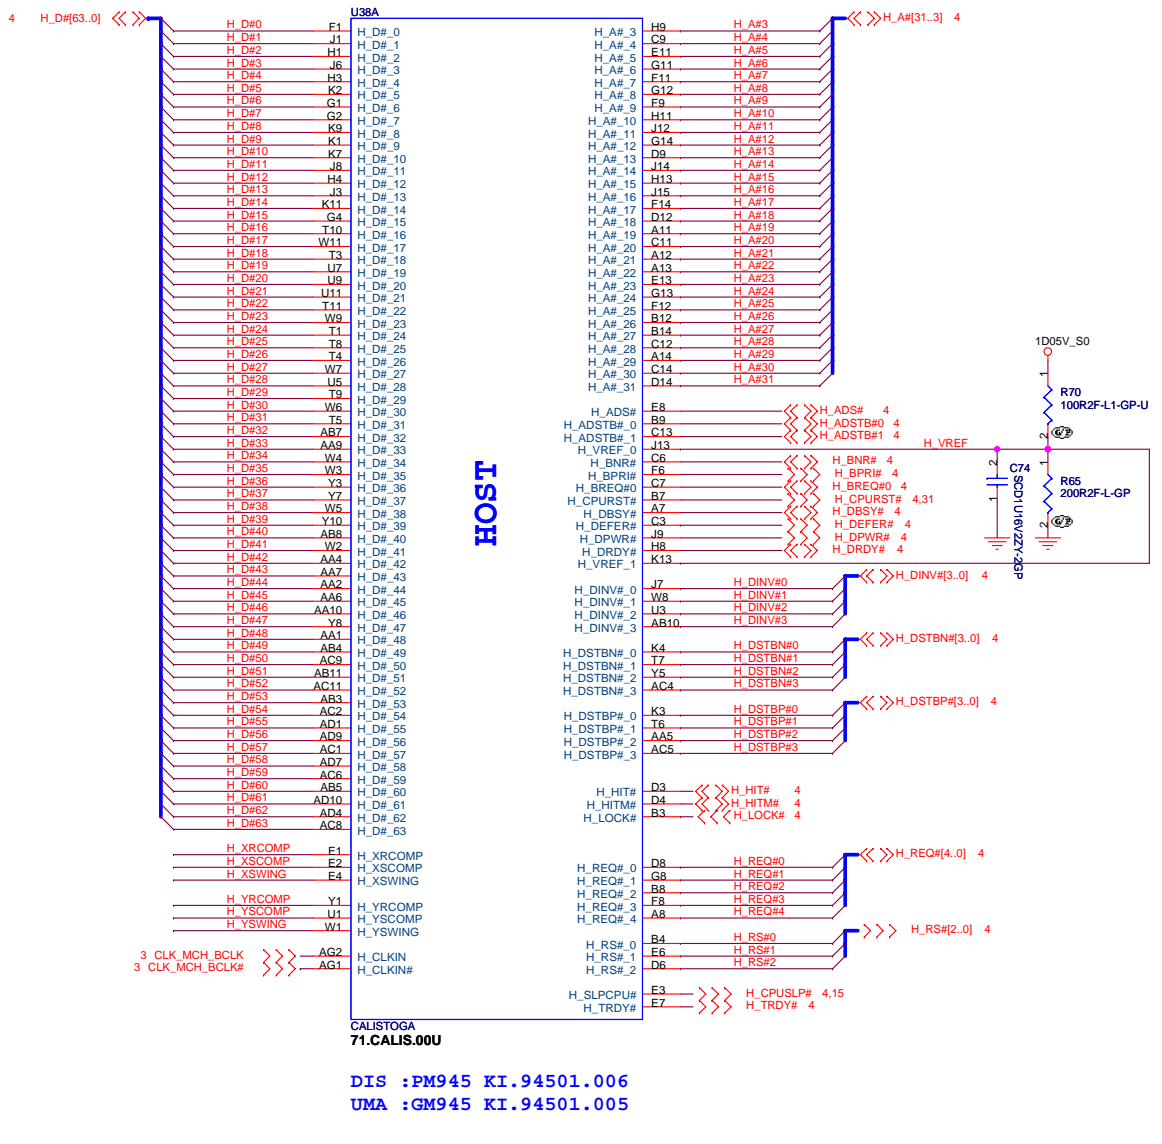 4 H_D#[63..0]
U38A
H_A#[31..3] 4
H_D#0 F1 H_D#_0 H_A#_3 H9 H_A#3
H_D#1 J1 H_D#_1 H_A#_4 C9 H_A#4
H_D#2 H1 H_D#_2 H_A#_5 E11 H_A#5
H_D#3 J6 H_D#_3 H_A#_6 G11 H_A#6
H_D#4 H3 H_D#_4 H_A#_7 F11 H_A#7
H_D#5 K2 H_D#_5 H_A#_8 G12 H_A#8
H_D#6 G1 H_D#_6 H_A#_9 F9 H_A#9
H_D#7 G2 H_D#_7 H_A#_10 H11 H_A#10
H_D#8 K9 H_D#_8 H_A#_11 J12 H_A#11
H_D#9 K1 H_D#_9 H_A#_12 G14 H_A#12
H_D#10 K7 H_D#_10 H_A#_13 D9 H_A#13
H_D#11 J8 H_D#_11 H_A#_14 J14 H_A#14
H_D#12 H4 H_D#_12 H_A#_15 H13 H_A#15
H_D#13 J3 H_D#_13 H_A#_16 J15 H_A#16
H_D#14 K11 H_D#_14 H_A#_17 F14 H_A#17
H_D#15 G4 H_D#_15 H_A#_18 D12 H_A#18
H_D#16 T10 H_D#_16 H_A#_19 A11 H_A#19
H_D#17 W11 H_D#_17 H_A#_20 C11 H_A#20
H_D#18 T3 H_D#_18 H_A#_21 A12 H_A#21
H_D#19 U7 H_D#_19 H_A#_22 A13 H_A#22
H_D#20 U9 H_D#_20 H_A#_23 E13 H_A#23
H_D#21 U11 H_D#_21 H_A#_24 G13 H_A#24
H_D#22 T11 H_D#_22 H_A#_25 F12 H_A#25
H_D#23 W9 H_D#_23 H_A#_26 B12 H_A#26
H_D#24 T1 H_D#_24 H_A#_27 B14 H_A#27
H_D#25 T8 H_D#_25 H_A#_28 C12 H_A#28
H_D#26 T4 H_D#_26 H_A#_29 A14 H_A#29
H_D#27 W7 H_D#_27 H_A#_30 C14 H_A#30
H_D#28 U5 H_D#_28 H_A#_31 D14 H_A#31
H_D#29 T9 H_D#_29
H_D#30 W6 H_D#_30 H_ADS# E8 H_ADS# 4
H_D#31 T5 H_D#_31 H_ADSTB#_0 B9 H_ADSTB#0 4
H_D#32 AB7 H_D#_32 H_ADSTB#_1 C13 H_ADSTB#1 4
H_D#33 AA9 H_D#_33 H_VREF_0 J13 H_VREF
H_D#34 W4 H_D#_34 H_BNR# C6 H_BNR# 4
H_D#35 W3 H_D#_35 H_BPRI# F6 H_BPRI# 4
H_D#36 Y3 H_D#_36 H_BREQ#0 C7 H_BREQ#0 4
H_D#37 Y7 H_D#_37 H_CPURST# B7 H_CPURST# 4,31
H_D#38 W5 H_D#_38 H_DBSY# A7 H_DBSY# 4
H_D#39 Y10 H_D#_39 H_DEFER# C3 H_DEFER# 4
H_D#40 AB8 H_D#_40 H_DPWR# J9 H_DPWR# 4
H_D#41 W2 H_D#_41 H_DRDY# H8 H_DRDY# 4
H_D#42 AA4 H_D#_42 H_VREF_1 K13
H_D#43 AA7 H_D#_43 H_DINV#[3..0] 4
H_D#44 AA2 H_D#_44 H_DINV#_0 J7 H_DINV#0
H_D#45 AA6 H_D#_45 H_DINV#_1 W8 H_DINV#1
H_D#46 AA10 H_D#_46 H_DINV#_2 U3 H_DINV#2
H_D#47 Y8 H_D#_47 H_DINV#_3 AB10 H_DINV#3
H_D#48 AA1 H_D#_48 H_DSTBN#[3..0] 4
H_D#49 AB4 H_D#_49 H_DSTBN#_0 K4 H_DSTBN#0
H_D#50 AC9 H_D#_50 H_DSTBN#_1 T7 H_DSTBN#1
H_D#51 AB11 H_D#_51 H_DSTBN#_2 Y5 H_DSTBN#2
H_D#52 AC11 H_D#_52 H_DSTBN#_3 AC4 H_DSTBN#3
H_D#53 AB3 H_D#_53 H_DSTBP#[3..0] 4
H_D#54 AC2 H_D#_54 H_DSTBP#_0 K3 H_DSTBP#0
H_D#55 AD1 H_D#_55 H_DSTBP#_1 T6 H_DSTBP#1
H_D#56 AD9 H_D#_56 H_DSTBP#_2 AA5 H_DSTBP#2
H_D#57 AC1 H_D#_57 H_DSTBP#_3 AC5 H_DSTBP#3
H_D#58 AD7 H_D#_58
H_D#59 AC6 H_D#_59
H_D#60 AB5 H_D#_60 H_HIT# D3 H_HIT# 4
H_D#61 AD10 H_D#_61 H_HITM# D4 H_HITM# 4
H_D#62 AD4 H_D#_62 H_LOCK# B3 H_LOCK# 4
H_D#63 AC8 H_D#_63
H_XRCOMP E1 H_XRCOMP H_REQ#[4..0] 4
H_XSCOMP E2 H_XSCOMP H_REQ#_0 D8 H_REQ#0
H_XSWING E4 H_XSWING H_REQ#_1 G8 H_REQ#1
H_REQ#_2 B8 H_REQ#2
H_YRCOMP Y1 H_YRCOMP H_REQ#_3 F8 H_REQ#3
H_YSCOMP U1 H_YSCOMP H_REQ#_4 A8 H_REQ#4
H_YSWING W1 H_YSWING H_RS#[2..0] 4
H_RS#_0 B4 H_RS#0
3 CLK_MCH_BCLK AG2 H_CLKIN H_RS#_1 E6 H_RS#1
3 CLK_MCH_BCLK# AG1 H_CLKIN# H_RS#_2 D6 H_RS#2
H_SLPCPU# E3 H_CPUSLP# 4,15
H_TRDY# E7 H_TRDY# 4
HOST
1D05V_S0
1
R70
100R2F-L1-GP-U
2
2
C74
SCD1U16V2ZY-2GP
1
1
R65
200R2F-L-GP
2
CALISTOGA
71.CALIS.00U
DIS :PM945 KI.94501.006
UMA :GM945 KI.94501.005